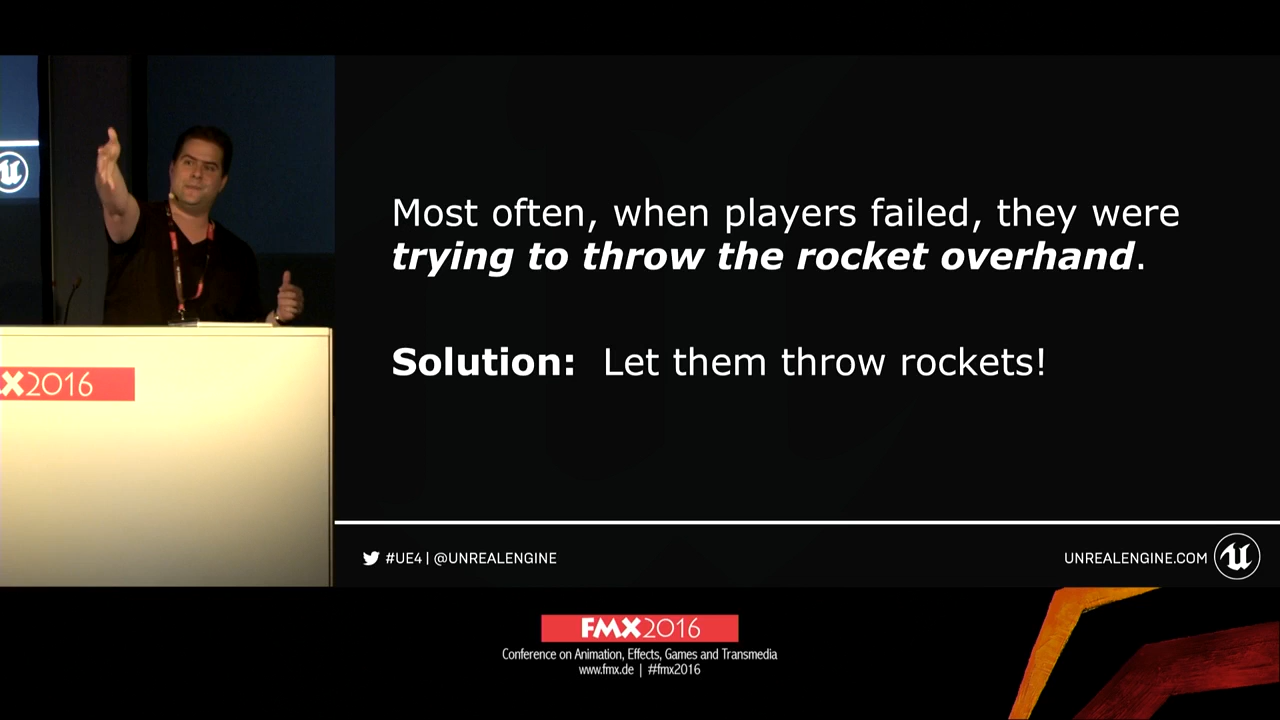 Most often, when players failed, they were
trying to throw the rocket overhand.
Solution: Let them throw rockets!
X2016
#UE4 | @UNREALENGINE
UNREALENGINE.COM
FMX2016
Conference on Animation, Effects, Games and Transmedia
www.fmx.de | #fmx2016